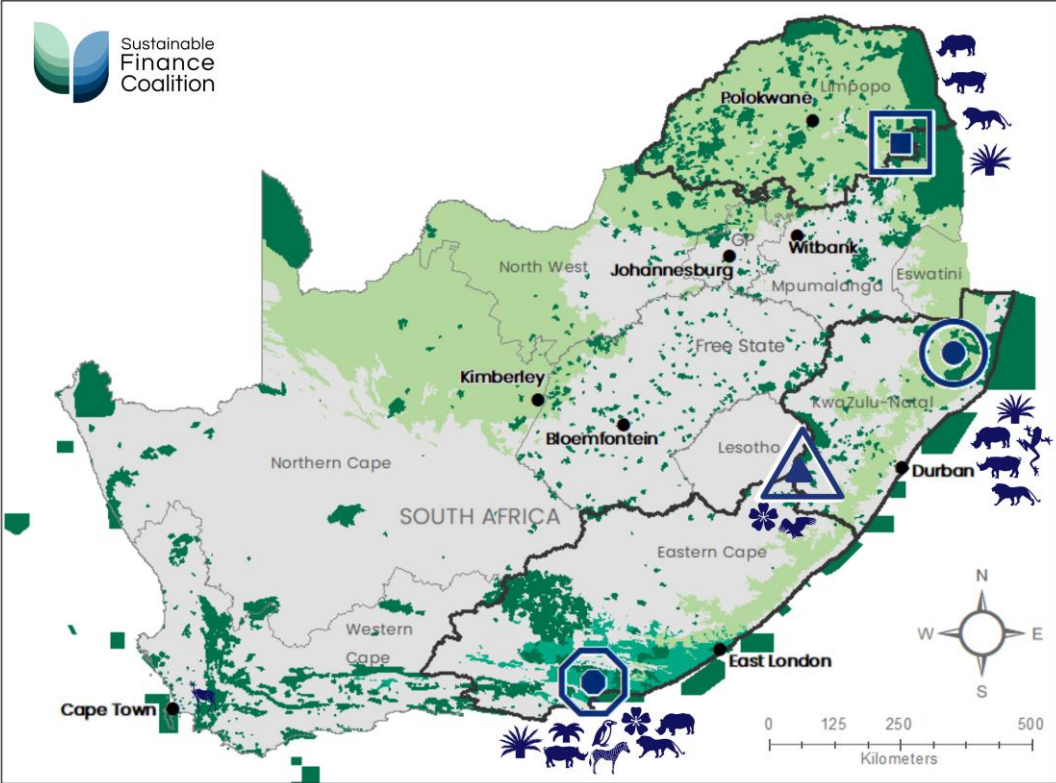 Sustainable
Finance
Coalition
Limpopo
Polokwane
GP
Witbank
North West
Johannesburg
Eswatini
Mpumalanga
Free State
Kimberley
KwaZulu-Natal
Bloemfontein
Lesotho
Northern Cape
Durban
SOUTH AFRICA
Eastern Cape
N
W
E
S
Western
Cape
East London
Cape Town
0 125 250 500
Kilometers